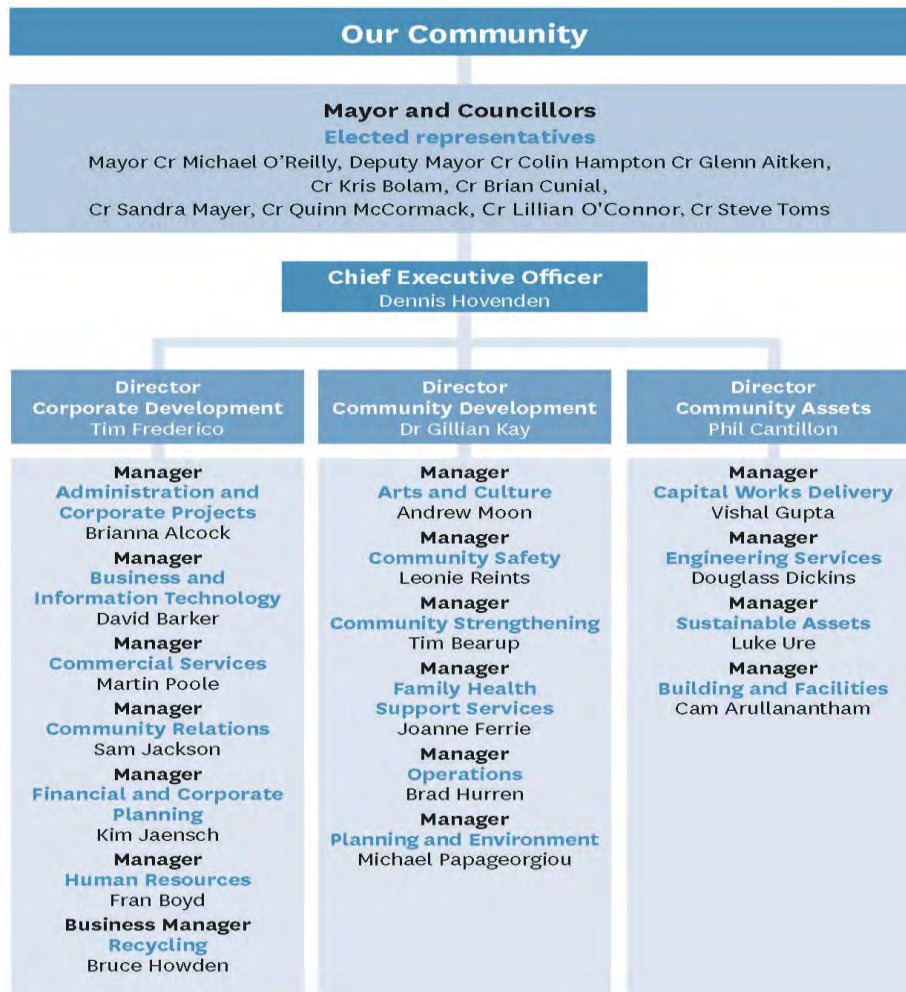 Our Community
Mayor and Councillors
Elected representatives
Mayor Cr Michael O'Reilly, Deputy Mayor Cr Colin Hampton Cr Glenn Aitken,
Cr Kris Bolam, Cr Brian Cunial,
Cr Sandra Mayer, Cr Quinn McCormack, Cr Lillian O'Connor, Cr Steve Toms
Chief Executive Officer
Dennis Hovenden
Director
Corporate Development
Tim Frederico
Manager
Administration and
Corporate Projects
Brianna Alcock
Manager
Business and
Information Technology
David Barker
Manager
Commercial Services
Martin Poole
Manager
Community Relations
Sam Jackson
Manager
Financial and Corporate
Planning
Kim Jaensch
Manager
Human Resources
Fran Boyd
Business Manager
Recycling
Bruce Howden
Director
Community Development
Dr Gillian Kay
Manager
Arts and Culture
Andrew Moon
Manager
Community Safety
Leonie Reints
Manager
Community Strengthening
Tim Bearup
Manager
Family Health
Support Services
Joanne Ferrie
Manager
Operations
Brad Hurren
Manager
Planning and Environment
Michael Papageorgiou
Director
Community Assets
Phil Cantillon
Manager
Capital Works Delivery
Vishal Gupta
Manager
Engineering Services
Douglass Dickins
Manager
Sustainable Assets
Luke Ure
Manager
Building and Facilities
Cam Arullanantham